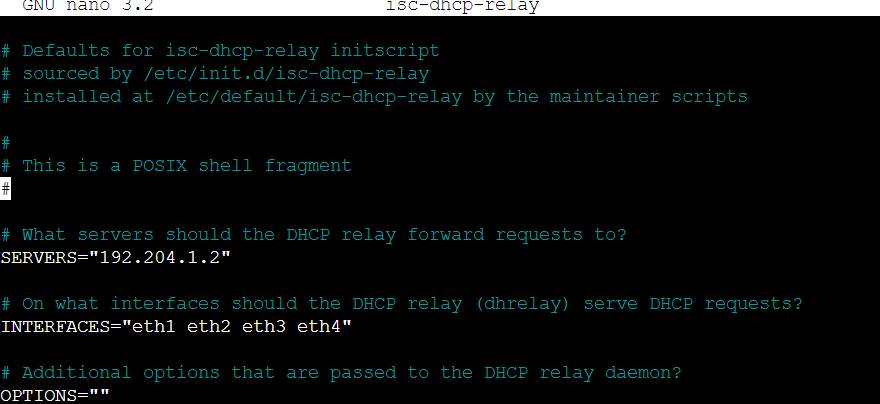 GNU nano 3.2 isc-dhcp-relay
# Defaults for isc-dhcp-relay initscript
# sourced by /etc/init.d/isc-dhcp-relay
# installed at /etc/default/isc-dhcp-relay by the maintainer scripts
#
# This is a POSIX shell fragment
#
# What servers should the DHCP relay forward requests to?
SERVERS="192.204.1.2"
# On what interfaces should the DHCP relay (dhrelay) serve DHCP requests?
INTERFACES="eth1 eth2 eth3 eth4"
# Additional options that are passed to the DHCP relay daemon?
OPTIONS=""